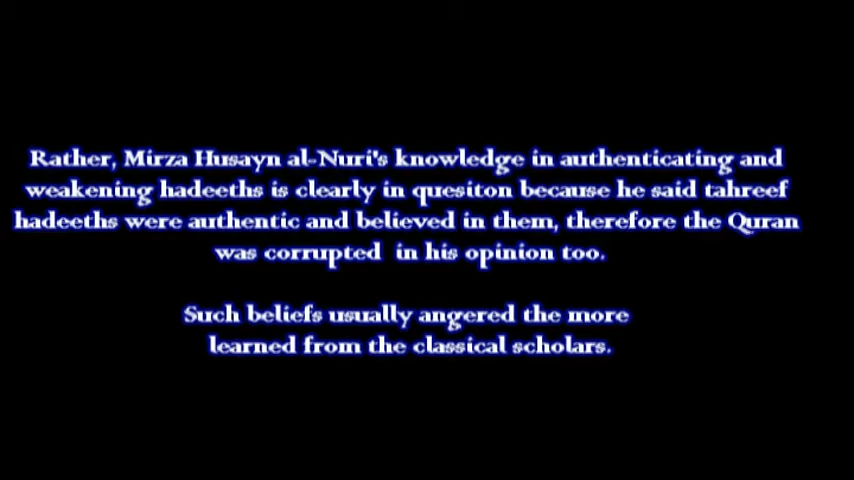 Rather, Mirza Husayn al-Nuri's knowledge in authenticating and
weakening hadeeths is clearly in quesiton because he said tahreef
hadeeths were authentic and believed in them, therefore the Quran
was corrupted in his opinion too.
Such beliefs usually angered the more
learned from the classical scholars.